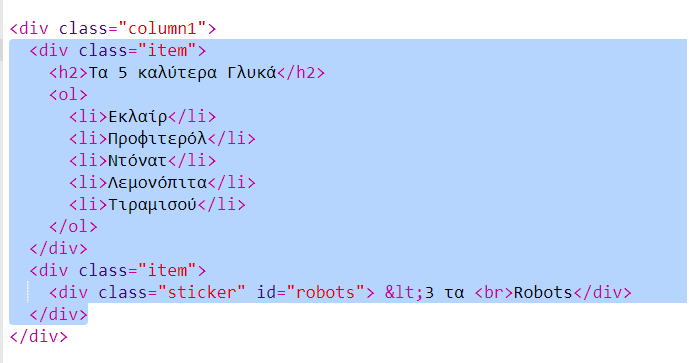 <div class="column1">
<div class="item">
<h2>Τα 5 καλύτερα Γλυκά</h2>
<ol>
<li>Εκλαίρ</li>
<li>Προφιτερόλ</li>
<li>Ντόνατ</li>
<li>Λεμονόπιτα</li>
<li>Τιραμισού</li>
</ol>
</div>
<div class="item">
<div class="sticker" id="robots"> &lt;3 τα <br>Robots</div>
</div>
</div>